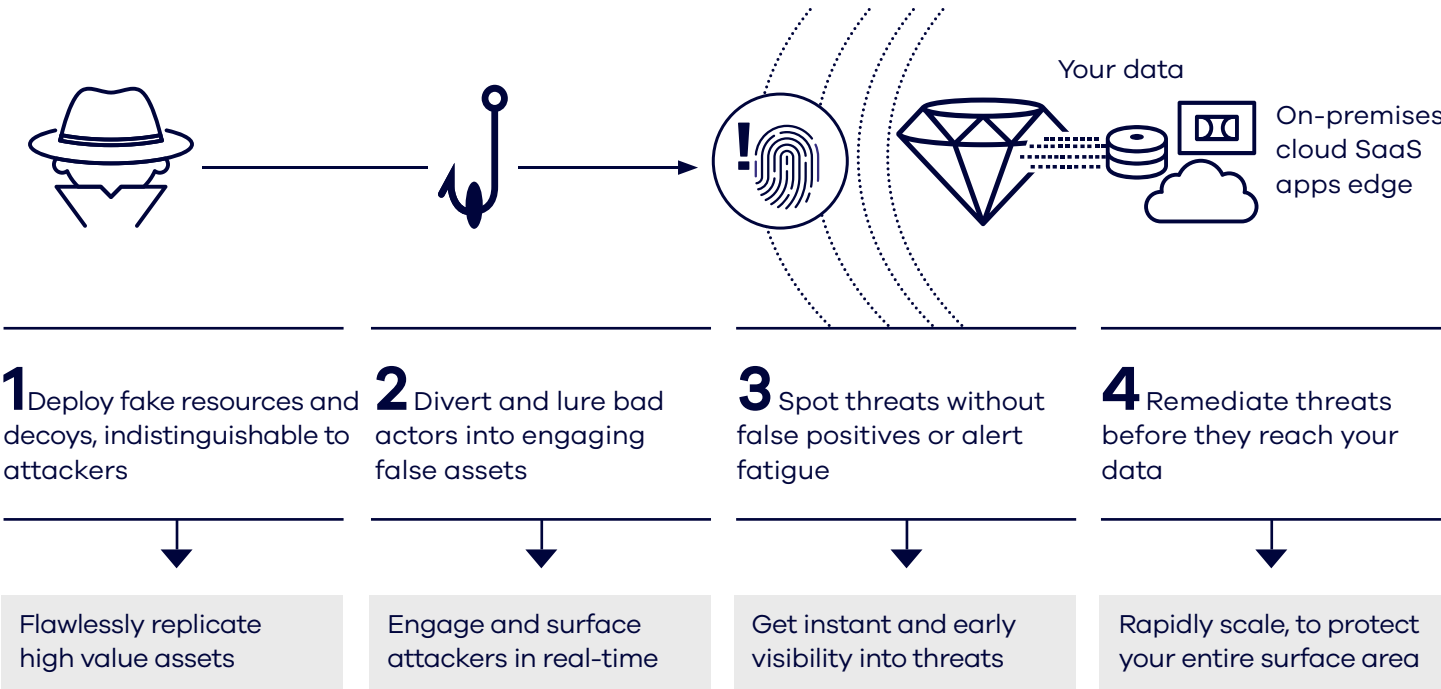 Your data
On-premises
cloud SaaS
apps edge
!
1 Deploy fake resources and
decoys, indistinguishable to
attackers
2 Divert and lure bad
actors into engaging
false assets
3 Spot threats without
false positives or alert
fatigue
4 Remediate threats
before they reach your
data
Flawlessly replicate
high value assets
Engage and surface
attackers in real-time
Get instant and early
visibility into threats
Rapidly scale, to protect
your entire surface area